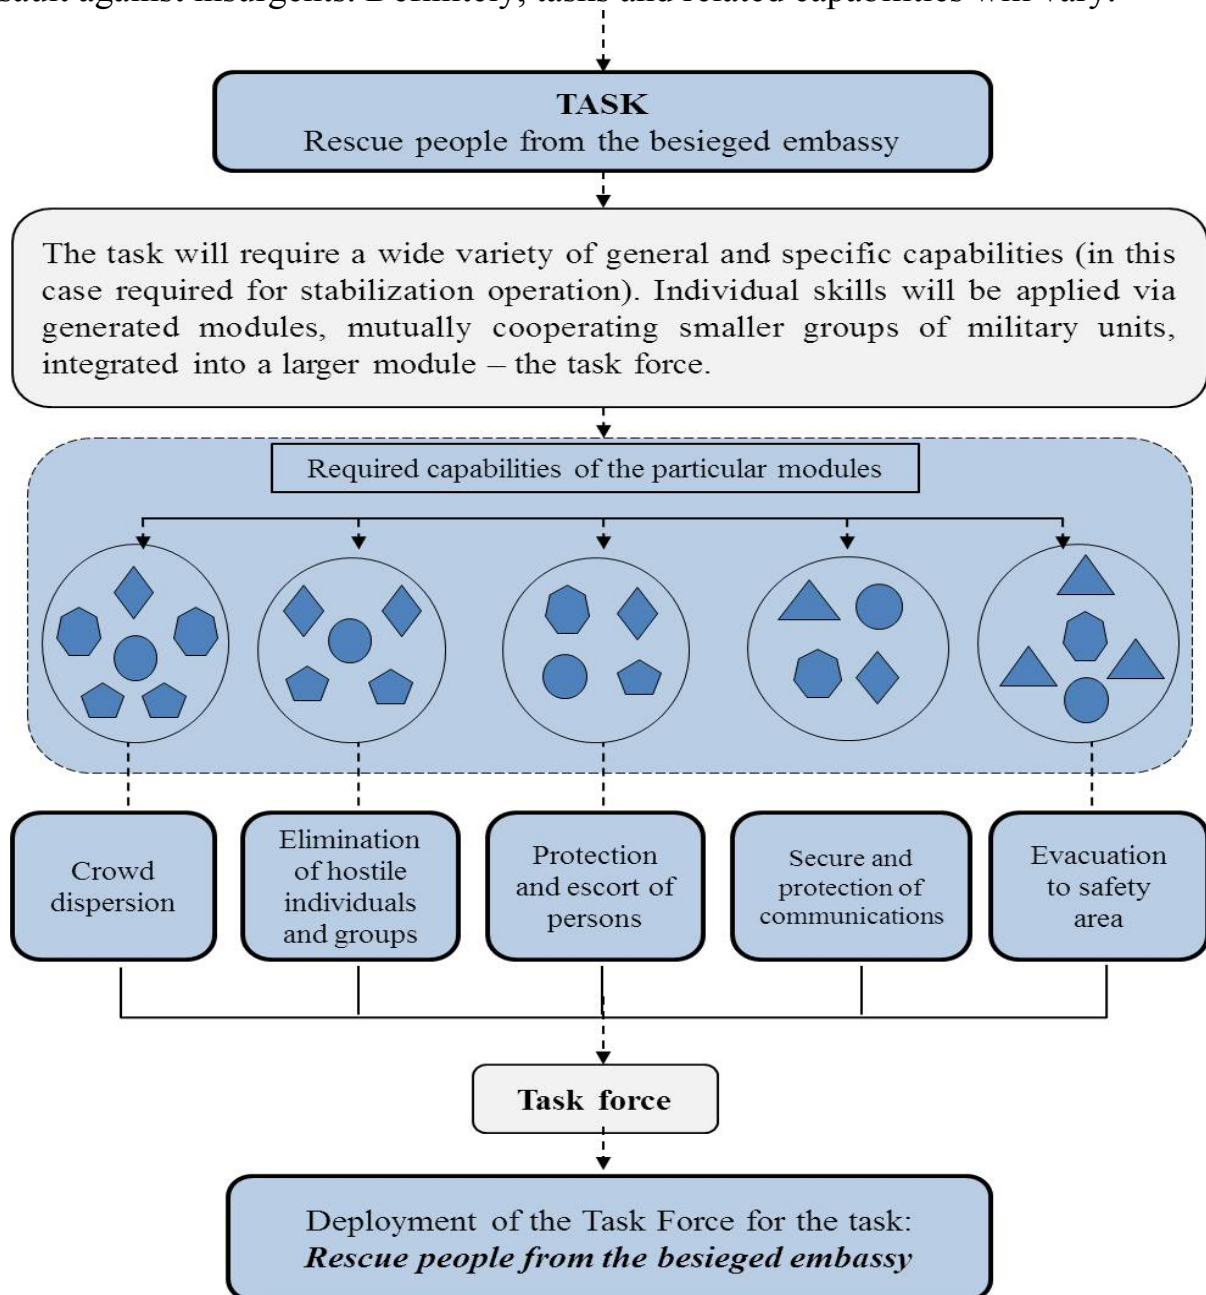 against insurgents. Definitely, tasks and related capabilities will vary.
TASK
Rescue people from the besieged embassy
The task will require a wide variety of general and specific capabilities (in this
case required for stabilization operation). Individual skills will be applied via
generated modules, mutually cooperating smaller groups of military units,
integrated into a larger module – the task force.
Required capabilities of the particular modules
Crowd
dispersion
Elimination
of hostile
individuals
and groups
Protection
and escort of
persons
Secure and
protection of
communications
Evacuation
to safety
area
Task force
Deployment of the Task Force for the task:
Rescue people from the besieged embassy